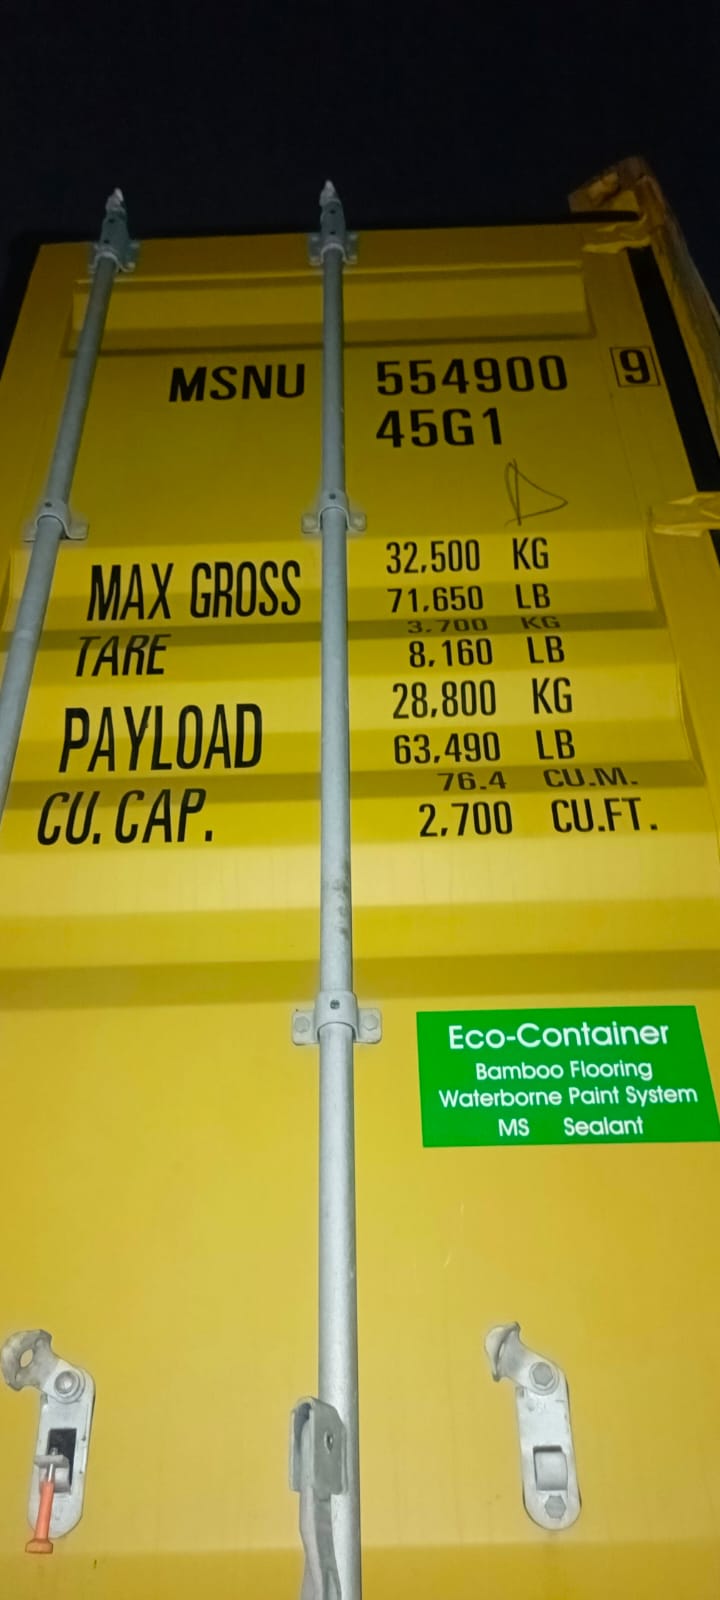 MSNU 554900 9
45G1
MAX GROSS 32,500 KG
71,650 LB
TARE 3,700 KG
8,160 LB
PAYLOAD 28,800 KG
63,490 LB
CU. CAP. 76.4 CU.M.
2,700 CU.FT.
Eco-Container
Bamboo Flooring
Waterborne Paint System
MS Sealant